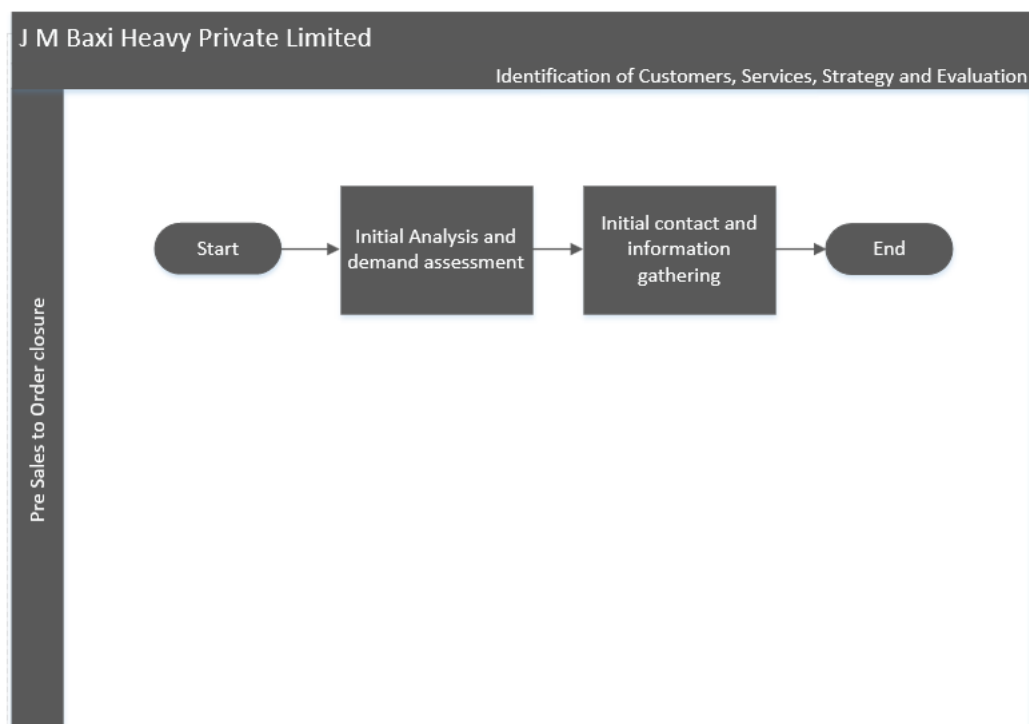 J M Baxi Heavy Private Limited
Identification of Customers, Services, Strategy and Evaluation
Pre Sales to Order closure
Start
Initial Analysis and
demand assessment
Initial contact and
information
gathering
End